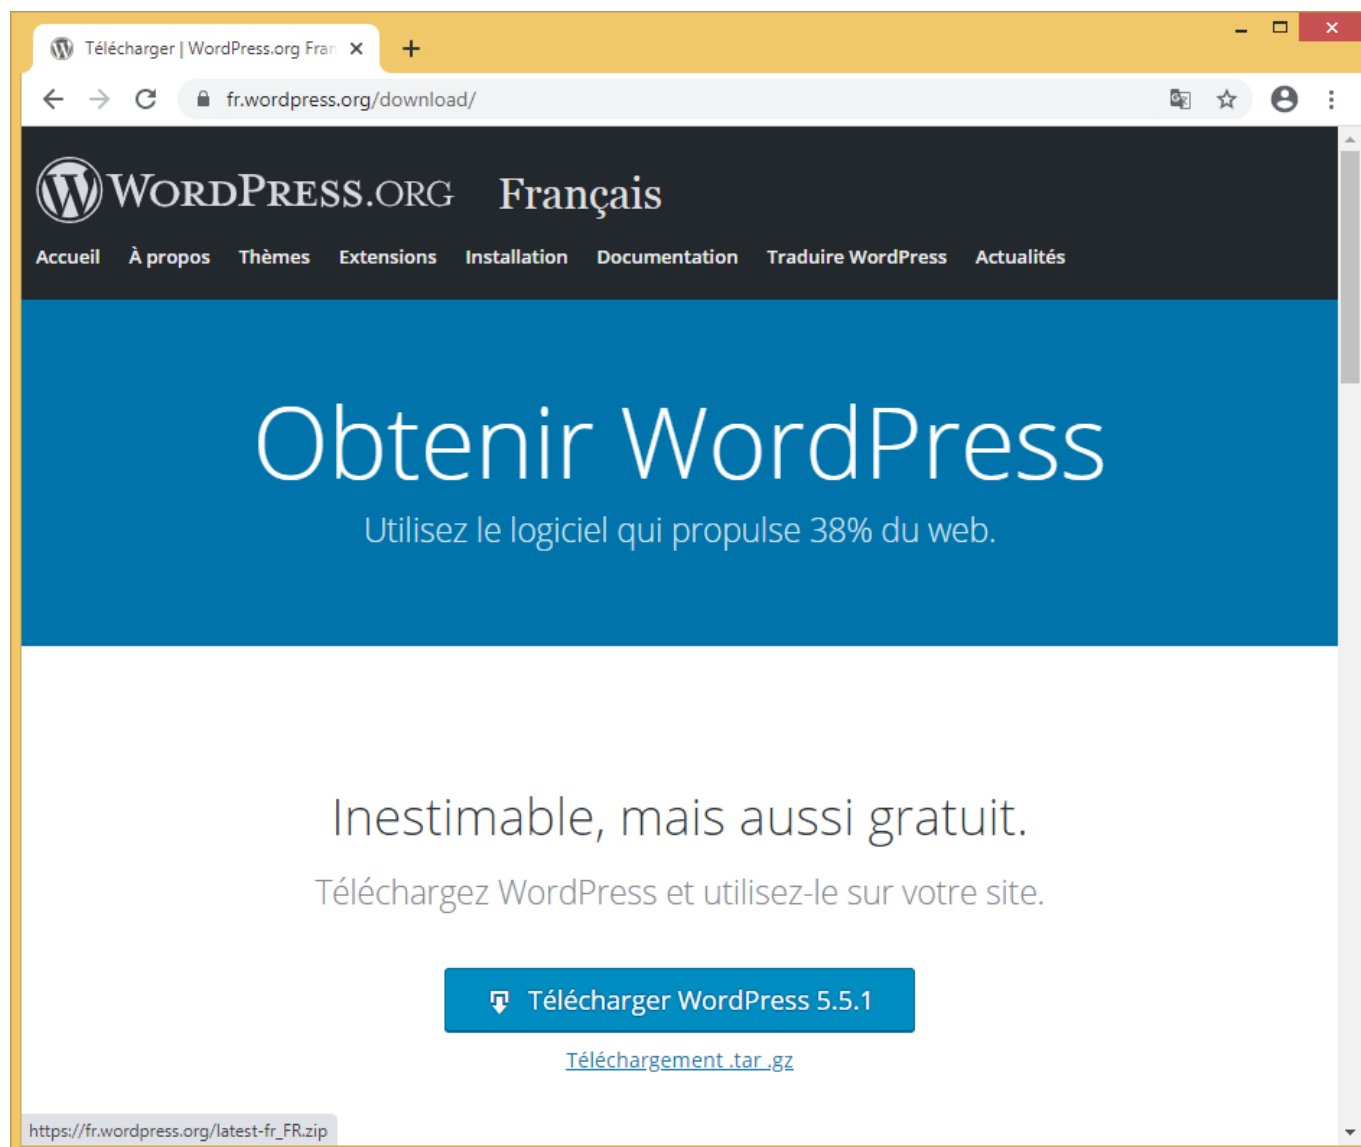 Télécharger | WordPress.org Fran
fr.wordpress.org/download/
WORDPRESS.ORG Français
Accueil À propos Thèmes Extensions Installation Documentation Traduire WordPress Actualités
Obtenir WordPress
Utilisez le logiciel qui propulse 38% du web.
Inestimable, mais aussi gratuit.
Téléchargez WordPress et utilisez-le sur votre site.
Télécharger WordPress 5.5.1
Téléchargement .tar .gz
https://fr.wordpress.org/latest-fr_FR.zip